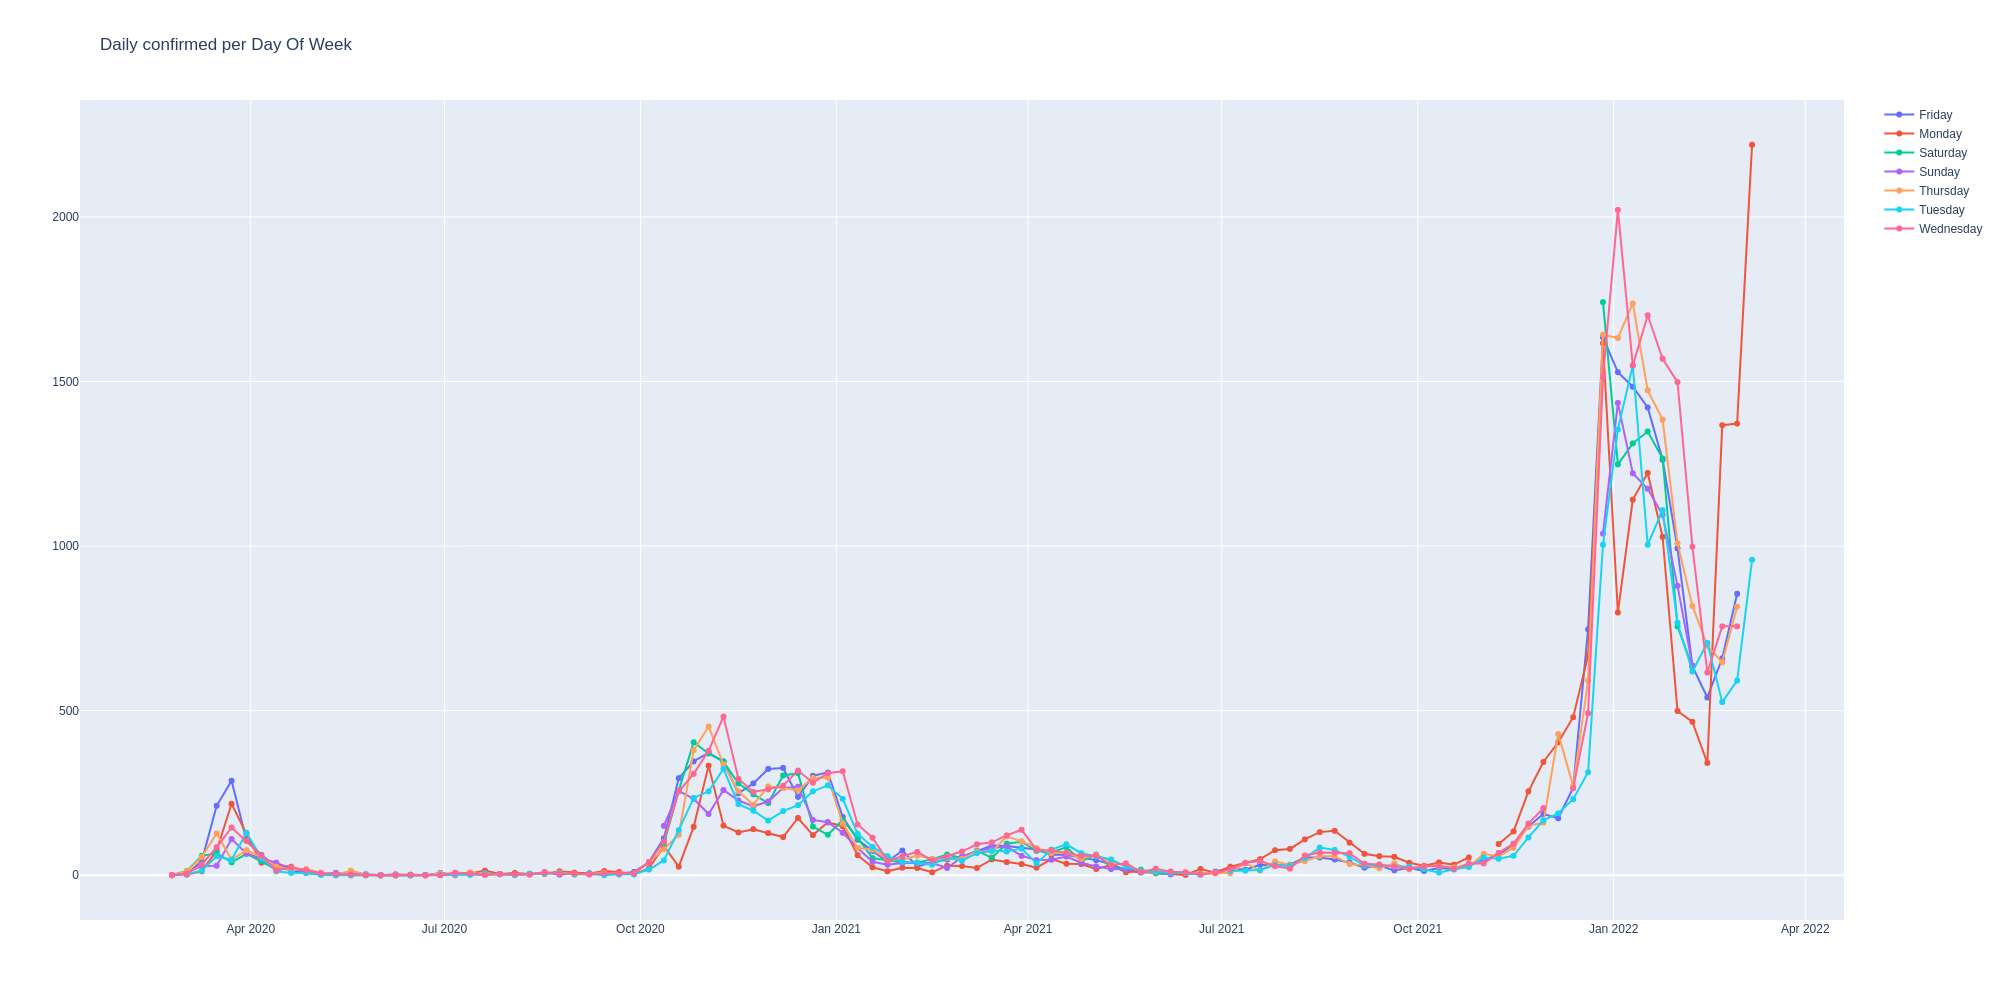 Daily confirmed per Day Of Week
Friday
Monday
Saturday
Sunday
Thursday
Tuesday
Wednesday
2000
1500
1000
500
0
Apr 2020
Jul 2020
Oct 2020
Jan 2021
Apr 2021
Jul 2021
Oct 2021
Jan 2022
Apr 2022